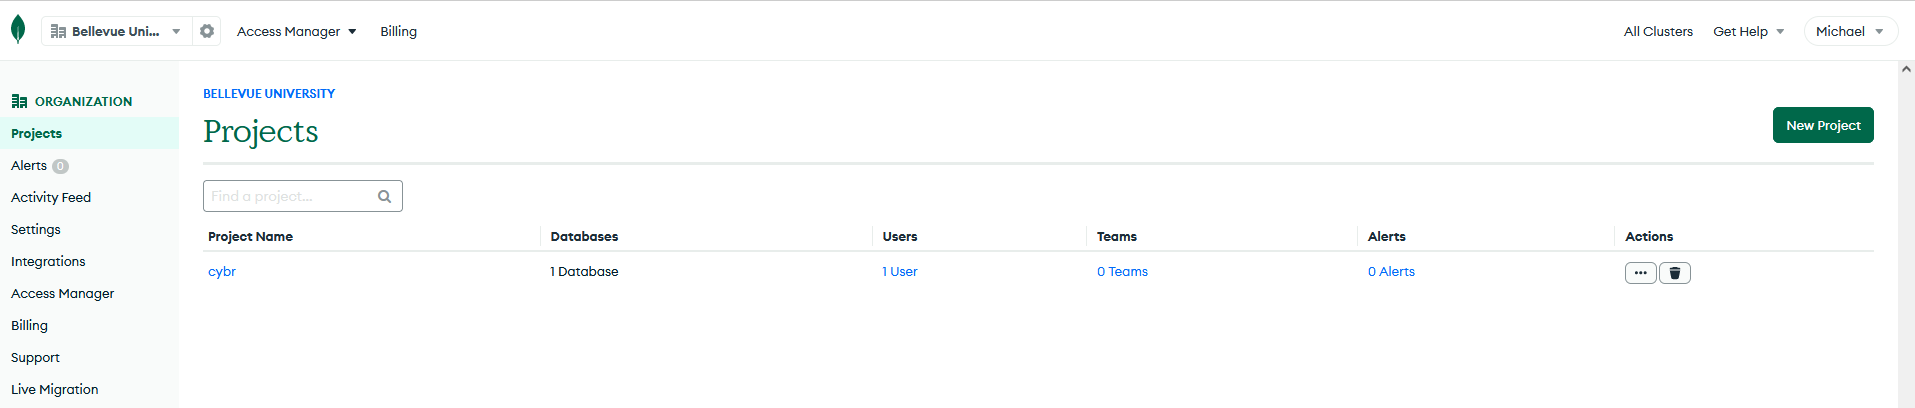 Bellevue Uni... Access Manager Billing All Clusters Get Help Michael
ORGANIZATION
Projects
Alerts 0
Activity Feed
Settings
Integrations
Access Manager
Billing
Support
Live Migration
BELLEVUE UNIVERSITY
Projects
New Project
Find a project...
Project Name Databases Users Teams Alerts Actions
cybr 1 Database 1 User 0 Teams 0 Alerts